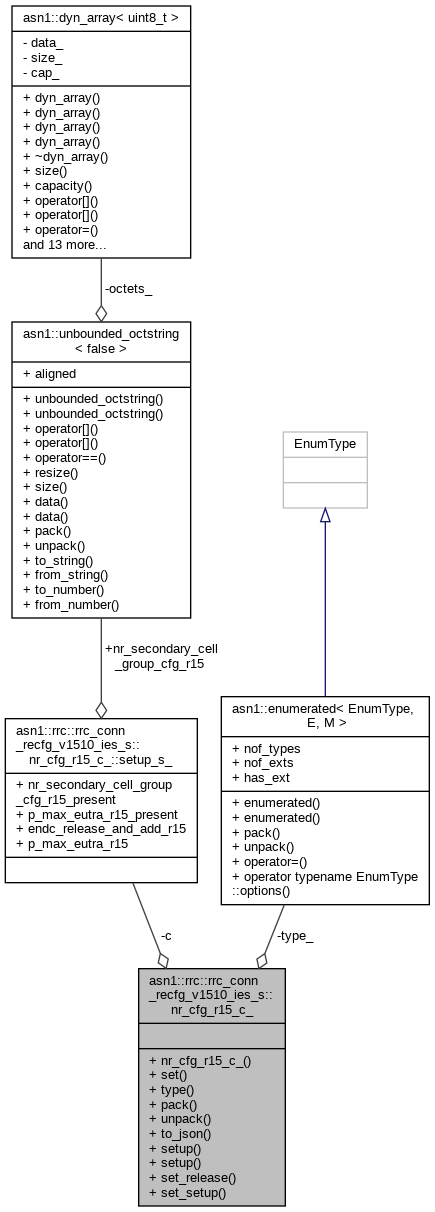 asn1::dyn_array< uint8_t >
- data_
- size_
- cap_
+ dyn_array()
+ dyn_array()
+ dyn_array()
+ dyn_array()
+ ~dyn_array()
+ size()
+ capacity()
+ operator[]()
+ operator[]()
+ operator=()
and 13 more...
-octets_
asn1::unbounded_octstring
< false >
+ aligned
+ unbounded_octstring()
+ unbounded_octstring()
+ operator[]()
+ operator[]()
+ operator==()
+ resize()
+ size()
+ data()
+ data()
+ pack()
+ unpack()
+ to_string()
+ from_string()
+ to_number()
+ from_number()
EnumType
+nr_secondary_cell
_group_cfg_r15
asn1::rrc::rrc_conn
_recfg_v1510_ies_s::
nr_cfg_r15_c_::setup_s_
+ nr_secondary_cell_group
_cfg_r15_present
+ p_max_eutra_r15_present
+ endc_release_and_add_r15
+ p_max_eutra_r15
asn1::enumerated< EnumType,
E, M >
+ nof_types
+ nof_exts
+ has_ext
+ enumerated()
+ enumerated()
+ pack()
+ unpack()
+ operator=()
+ operator typename EnumType
::options()
-c
-type_
asn1::rrc::rrc_conn
_recfg_v1510_ies_s::
nr_cfg_r15_c_
+ nr_cfg_r15_c_()
+ set()
+ type()
+ pack()
+ unpack()
+ to_json()
+ setup()
+ setup()
+ set_release()
+ set_setup()